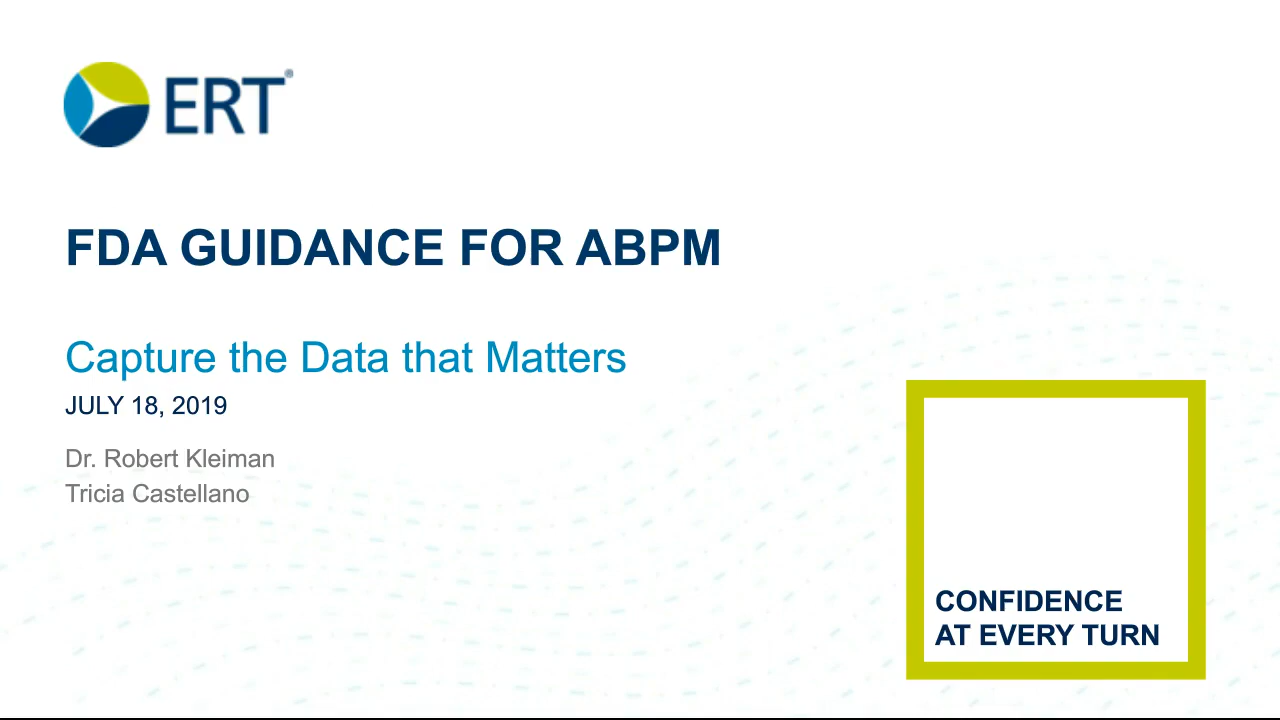 ERT®
FDA GUIDANCE FOR ABPM
Capture the Data that Matters
JULY 18, 2019
Dr. Robert Kleiman
Tricia Castellano
CONFIDENCE
AT EVERY TURN